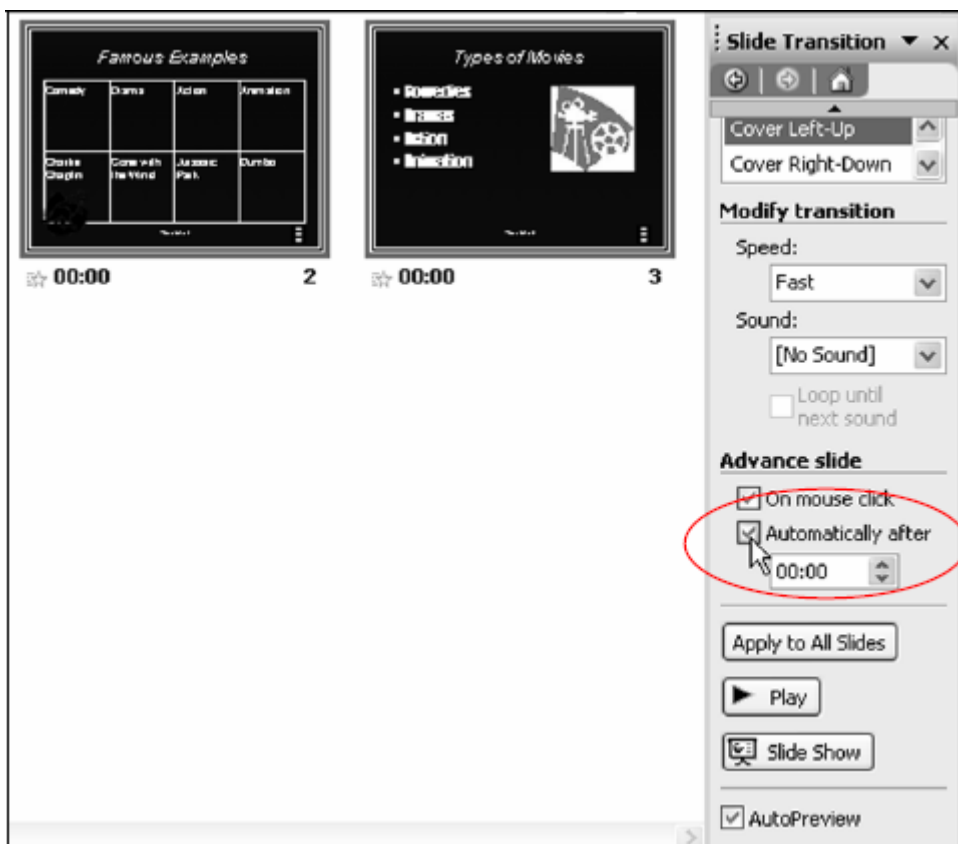 Famous Examples
Comedy Drama Action Animation
Charlie Chaplin
Gone with the Wind
Jurassic Park
Dumbo
00:00 2
Types of Movies
Comedies
Dramas
Action
Animation
00:00 3
Slide Transition
Cover Left-Up
Cover Right-Down
Modify transition
Speed:
Fast
Sound:
[No Sound]
Loop until
next sound
Advance slide
On mouse click
Automatically after
00:00
Apply to All Slides
Play
Slide Show
AutoPreview